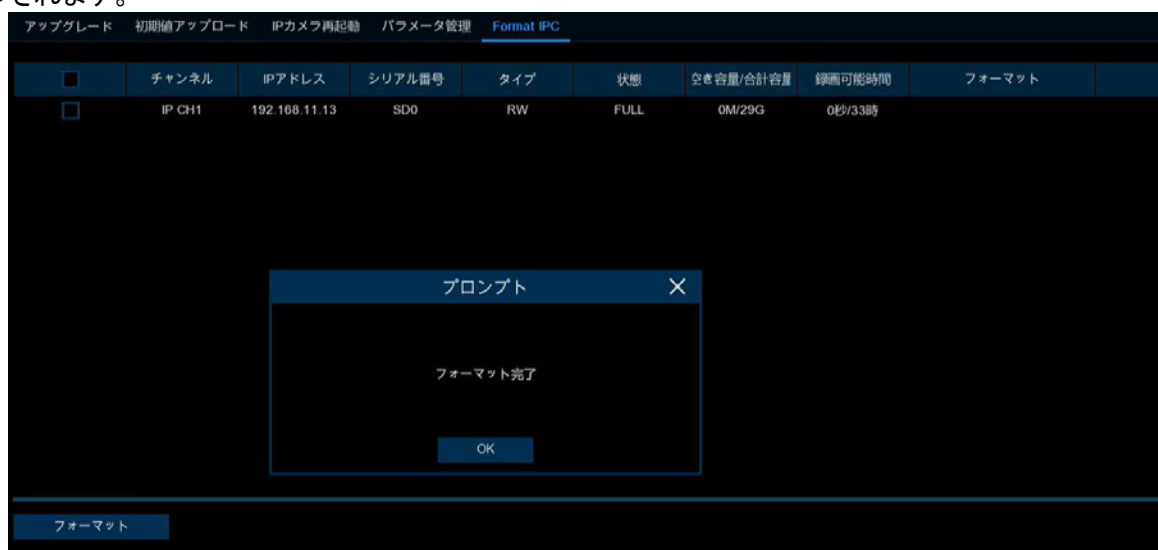 されます。
アップグレード 初期値アップロード IPカメラ再起動 パラメータ管理 Format IPC
チャンネル IPアドレス シリアル番号 タイプ 状態 空き容量/合計容量 録画可能時間 フォーマット
IP CH1 192.168.11.13 SD0 RW FULL 0M/29G 0秒/33時
プロンプト
フォーマット完了
OK
フォーマット